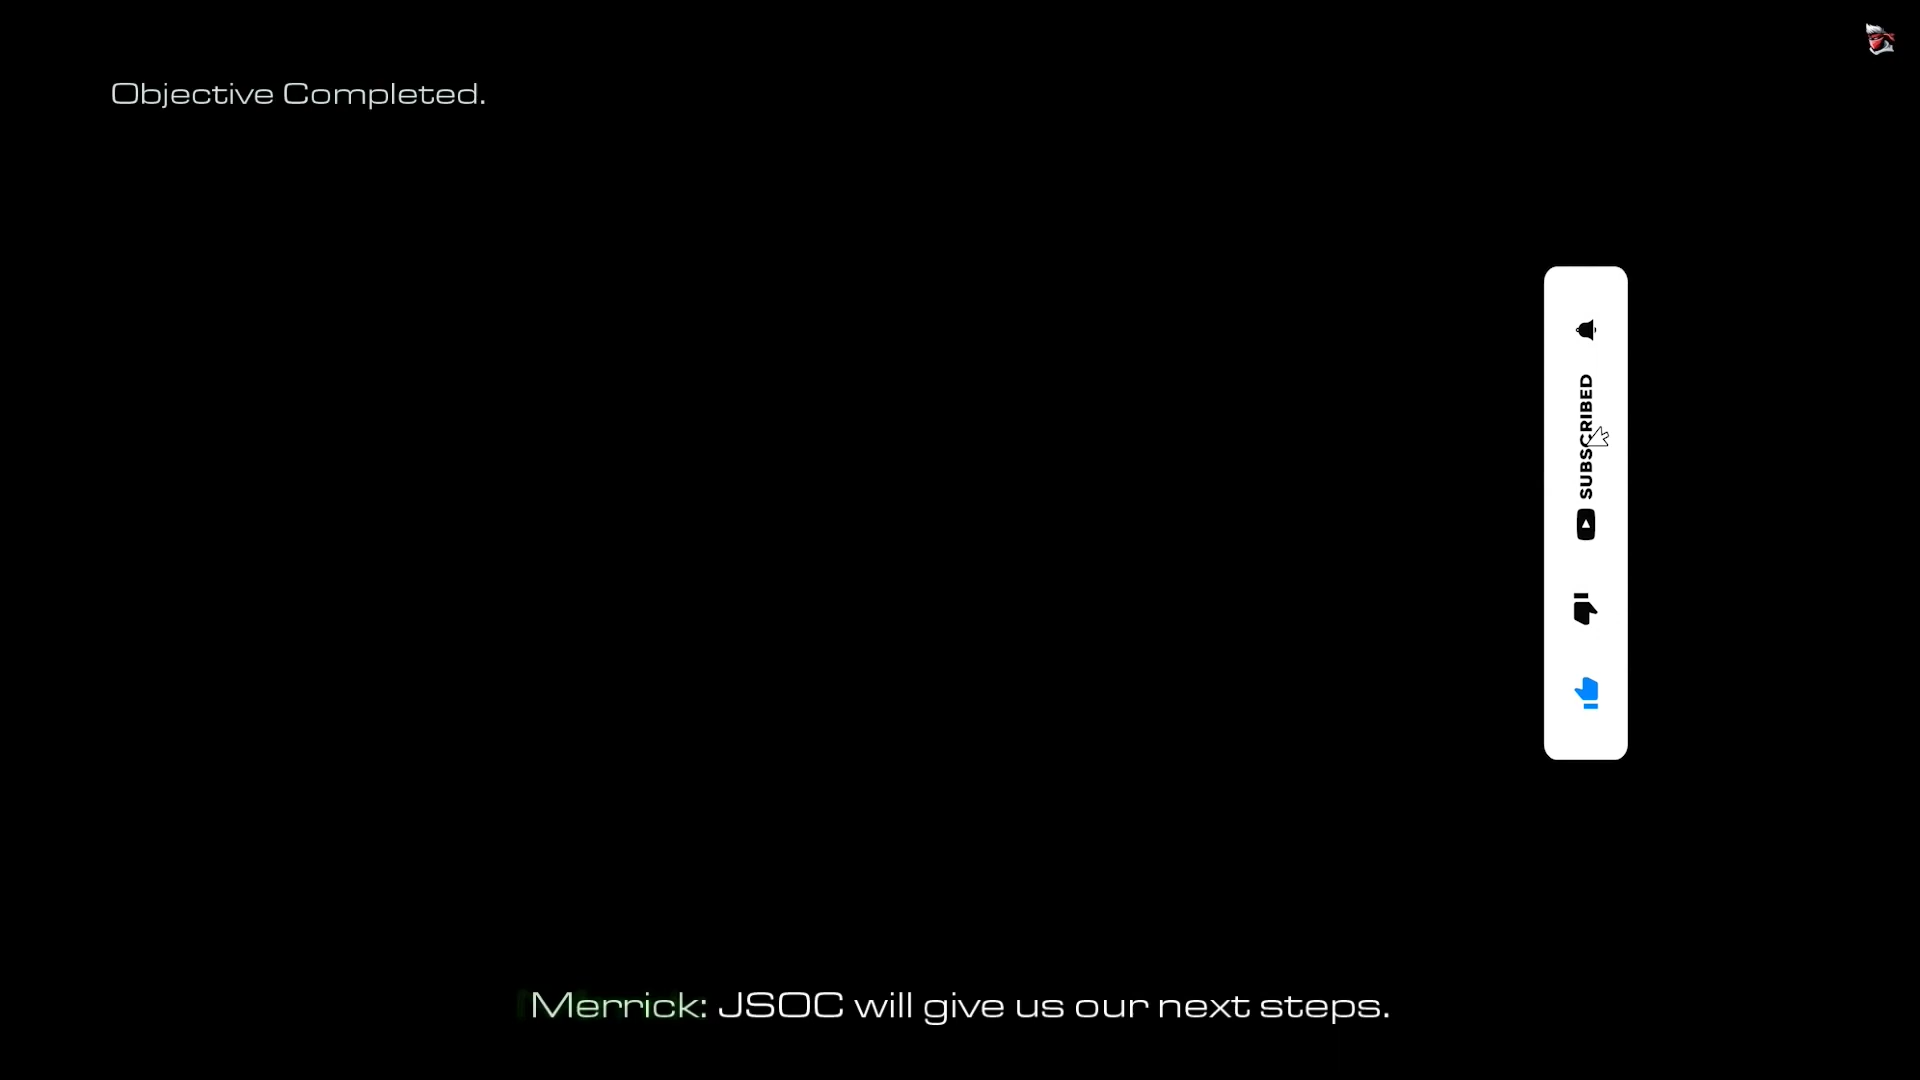 Objective Completed.
SUBSCRIBED
Merrick: JSOC will give us our next steps.